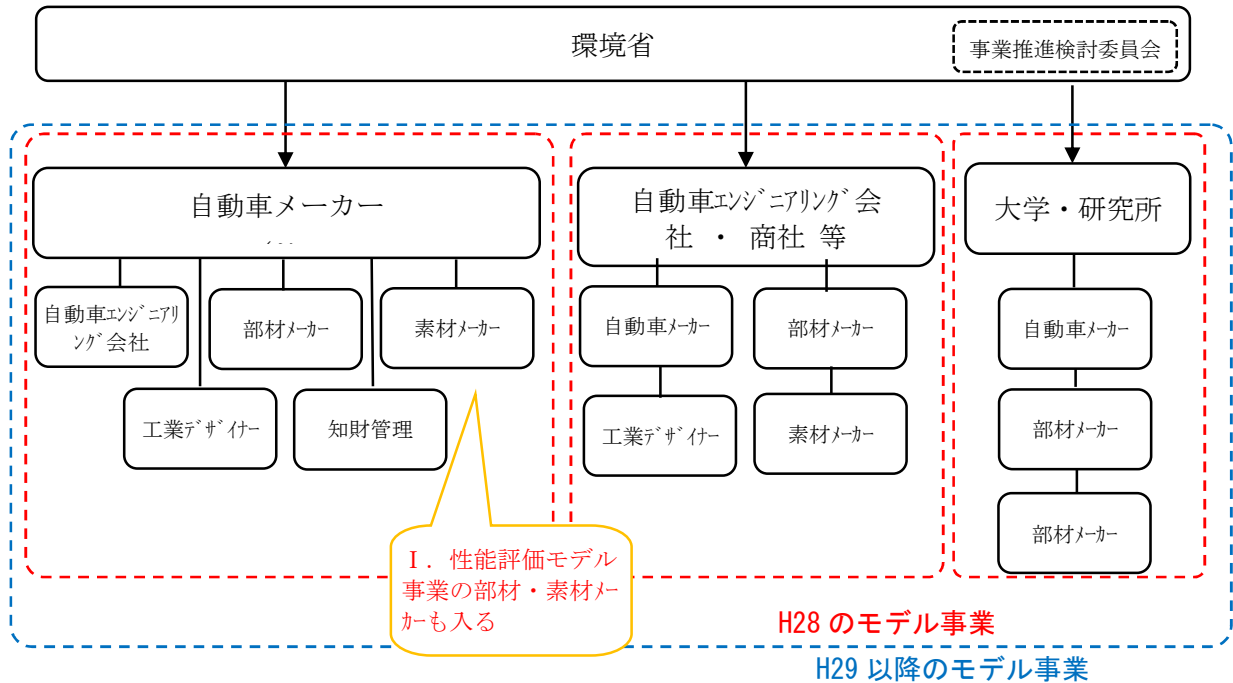 環境省
事業推進検討委員会
自動車メーカー
自動車ｴﾝｼﾞﾆｱﾘﾝｸﾞ会
社 ・ 商社 等
大学・研究所
自動車ｴﾝｼﾞﾆｱﾘ
ﾝｸﾞ会社
部材ﾒｰｶｰ
素材ﾒｰｶｰ
工業ﾃﾞｻﾞｲﾅｰ
知財管理
自動車ﾒｰｶｰ
部材ﾒｰｶｰ
工業ﾃﾞｻﾞｲﾅｰ
素材ﾒｰｶｰ
自動車ﾒｰｶｰ
部材ﾒｰｶｰ
部材ﾒｰｶｰ
Ⅰ．性能評価モデル
事業の部材・素材ﾒｰ
ｶｰも入る
H28 のモデル事業
H29 以降のモデル事業